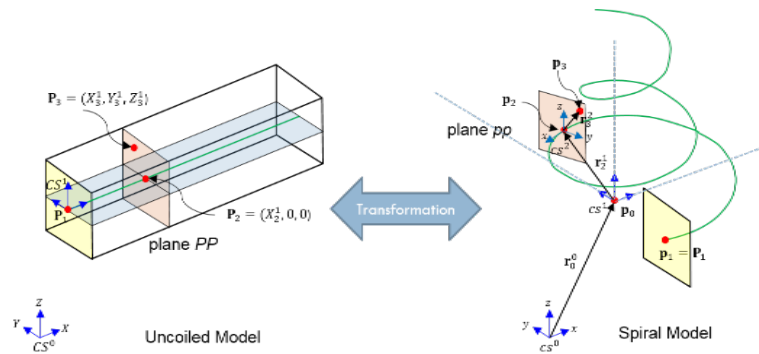 P₃ = (X₃¹, Y₃¹, Z₃¹)
CS¹
P₁
P₂ = (X₂¹, 0, 0)
plane PP
Z
Y
X
CS⁰
Uncoiled Model
Transformation
p₃
p₂
z
r₃²
plane pp
x
y
cs²
r₂¹
cs¹
p₀
p₁ = P₁
r₀⁰
z
y
x
cs⁰
Spiral Model